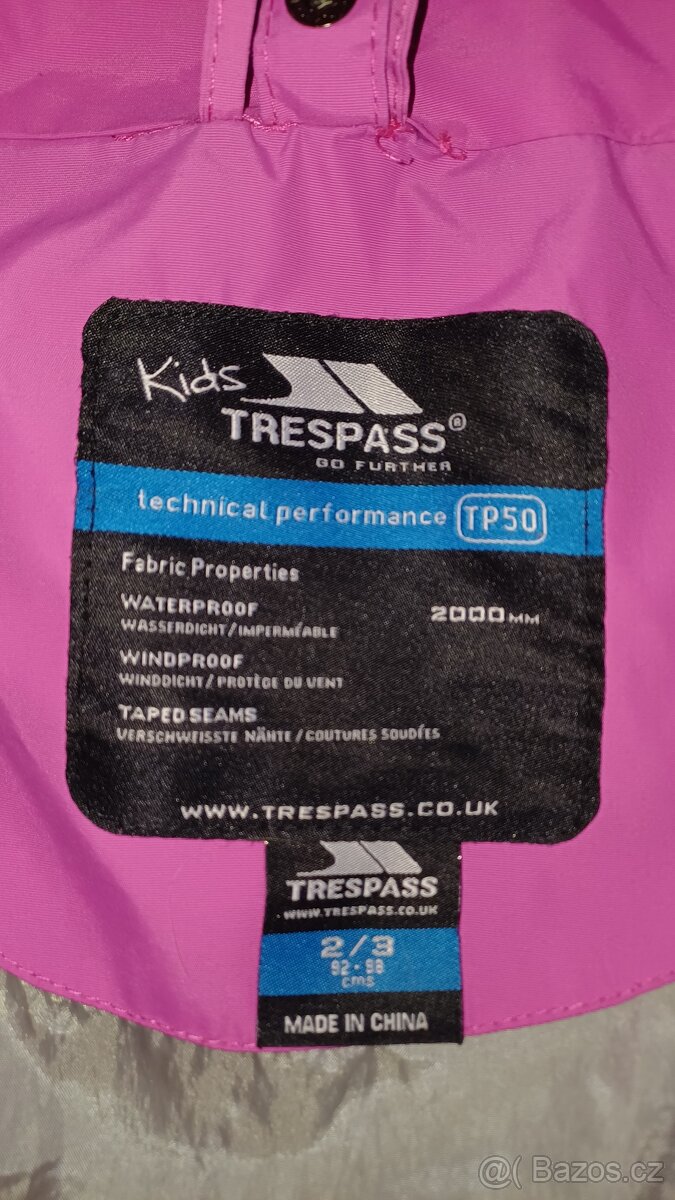 Kids
TRESPASS®
GO FURTHER
technical performance TP50
Fabric Properties
WATERPROOF 2000MM
WASSERDICHT/IMPERMÉABLE
WINDPROOF
WINDDICHT/PROTÈGE DU VENT
TAPED SEAMS
VERSCHWEISSTE NÄHTE/COUTURES SOUDÉES
WWW.TRESPASS.CO.UK
TRESPASS
WWW.TRESPASS.CO.UK
2/3
92-98
cms
MADE IN CHINA
@( Bazos.cz